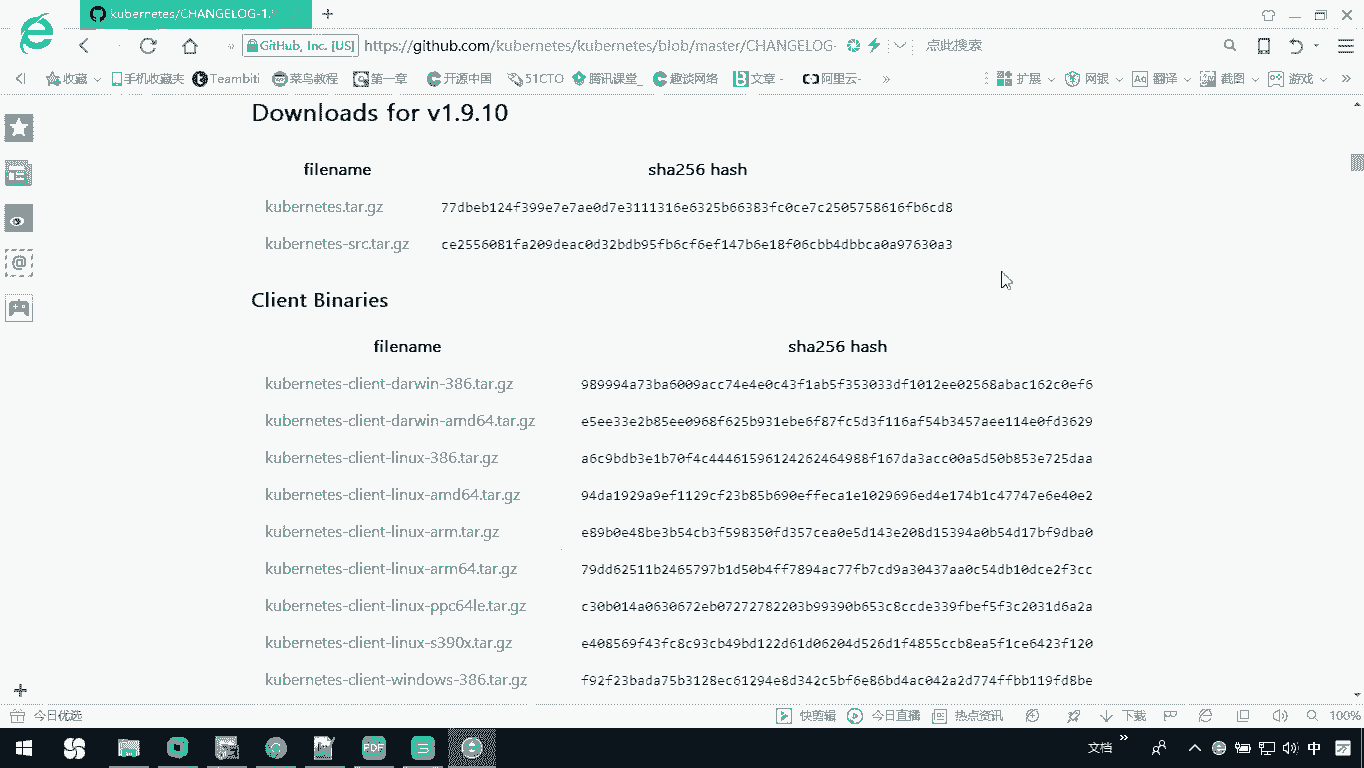 kubernetes/CHANGELOG-1.
GitHub, Inc. [US] https://github.com/kubernetes/kubernetes/blob/master/CHANGELOG- 点此搜索
收藏 手机收藏夹 Teambiti 菜鸟教程 第一章 开源中国 51CTO 腾讯课堂_ 趣谈网络 文章 - 阿里云- » 扩展 网银 翻译 截图 游戏 »
Downloads for v1.9.10
filename sha256 hash
kubernetes.tar.gz 77dbeb124f399e7e7ae0d7e3111316e6325b66383fc0ce7c2505758616fb6cd8
kubernetes-src.tar.gz ce2556081fa209deac0d32bdb95fb6cf6ef147b6e18f06cbb4dbbca0a97630a3
Client Binaries
filename sha256 hash
kubernetes-client-darwin-386.tar.gz 989994a73ba6009acc74e4e0c43f1ab5f353033df1012ee02568abac162c0ef6
kubernetes-client-darwin-amd64.tar.gz e5ee33e2b85ee0968f625b931ebe6f87fc5d3f116af54b3457aee114e0fd3629
kubernetes-client-linux-386.tar.gz a6c9bdb3e1b70f4c44461596124262464988f167da3acc00a5d50b853e725daa
kubernetes-client-linux-amd64.tar.gz 94da1929a9ef1129cf23b85b690effeca1e1029696ed4e174b1c47747e6e40e2
kubernetes-client-linux-arm.tar.gz e89b0e48be3b54cb3f598350fd357cea0e5d143e208d15394a0b54d17bf9dba0
kubernetes-client-linux-arm64.tar.gz 79dd62511b2465797b1d50b4ff7894ac77fb7cd9a30437aa0c54db10dce2f3cc
kubernetes-client-linux-ppc64le.tar.gz c30b014a0630672eb07272782203b99390b653c8ccde339fbef5f3c2031d6a2a
kubernetes-client-linux-s390x.tar.gz e408569f43fc8c93cb49bd122d61d06204d526d1f4855ccb8ea5f1ce6423f120
kubernetes-client-windows-386.tar.gz f92f23bada75b3128ec61294e8d342c5bf6e86bd4ac042a2d774ffbb119fd8be
今日优选 快剪辑 今日直播 热点资讯 下载 100%
PDF 文档 » 中